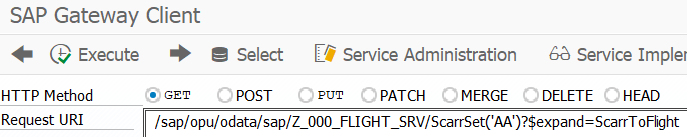 SAP Gateway Client
Execute Select Service Administration Service Implen
HTTP Method GET POST PUT PATCH MERGE DELETE HEAD
Request URI /sap/opu/odata/sap/Z_000_FLIGHT_SRV/ScarrSet('AA')?$expand=ScarrToFlight